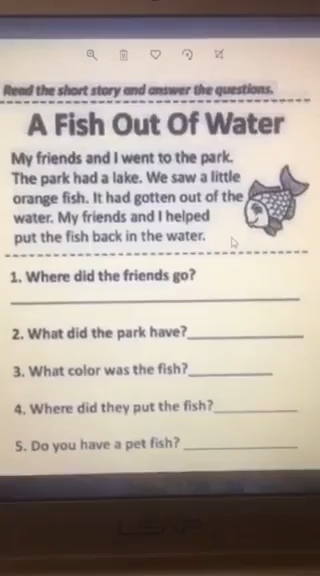 Read the short story and answer the questions.
A Fish Out Of Water
My friends and I went to the park.
The park had a lake. We saw a little
orange fish. It had gotten out of the
water. My friends and I helped
put the fish back in the water.
1. Where did the friends go?
2. What did the park have?
3. What color was the fish?
4. Where did they put the fish?
5. Do you have a pet fish?